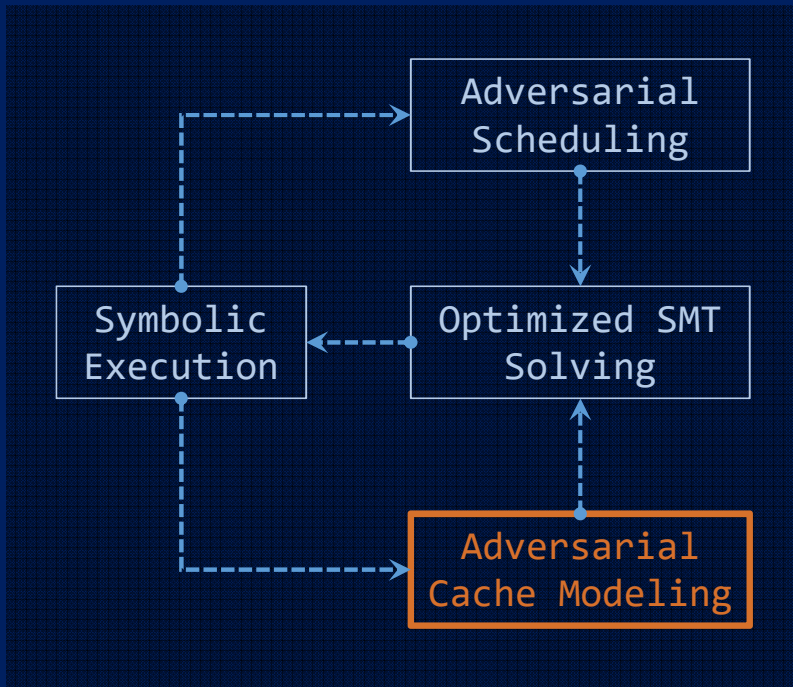 Adversarial
Scheduling
Symbolic
Execution
Optimized SMT
Solving
Adversarial
Cache Modeling